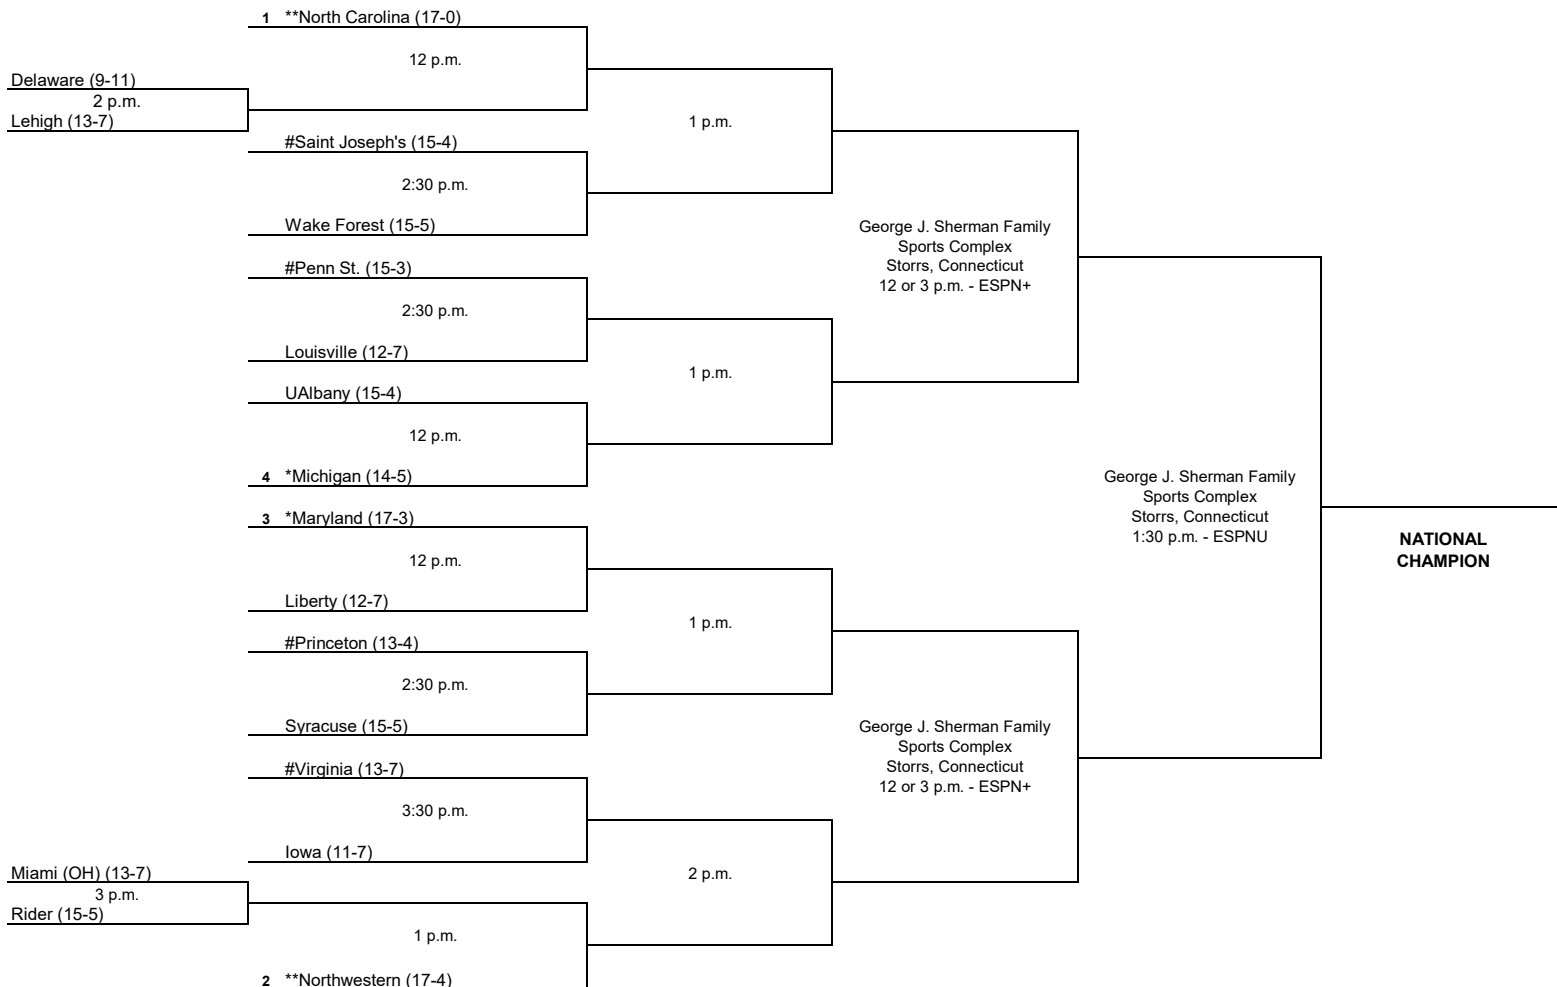 1 **North Carolina (17-0)
12 p.m.
Delaware (9-11)
2 p.m.
Lehigh (13-7)
1 p.m.
#Saint Joseph's (15-4)
2:30 p.m.
Wake Forest (15-5)
George J. Sherman Family
Sports Complex
Storrs, Connecticut
12 or 3 p.m. - ESPN+
#Penn St. (15-3)
2:30 p.m.
Louisville (12-7)
1 p.m.
UAlbany (15-4)
12 p.m.
4 *Michigan (14-5)
George J. Sherman Family
Sports Complex
Storrs, Connecticut
1:30 p.m. - ESPNU
NATIONAL
CHAMPION
3 *Maryland (17-3)
12 p.m.
Liberty (12-7)
1 p.m.
#Princeton (13-4)
2:30 p.m.
Syracuse (15-5)
George J. Sherman Family
Sports Complex
Storrs, Connecticut
12 or 3 p.m. - ESPN+
#Virginia (13-7)
3:30 p.m.
Iowa (11-7)
2 p.m.
Miami (OH) (13-7)
3 p.m.
Rider (15-5)
1 p.m.
2 **Northwestern (17-4)